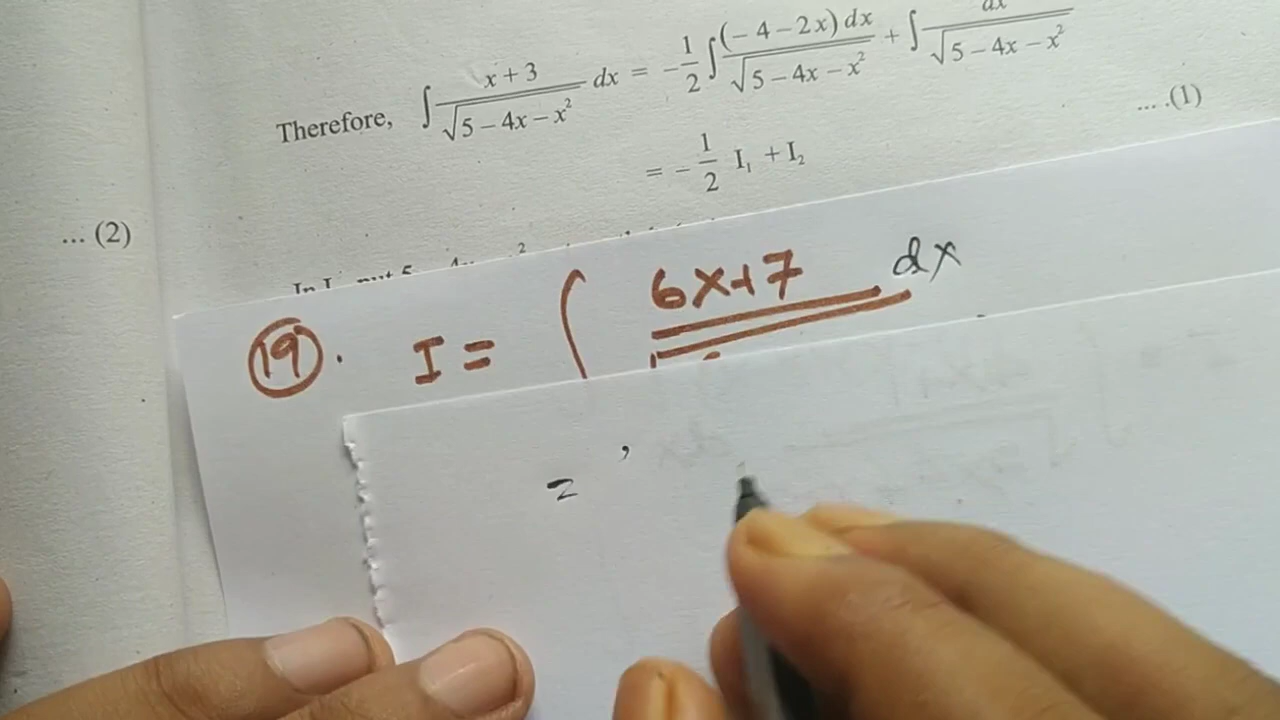 Therefore, ∫ x + 3 / √5 − 4x − x² dx = − 1/2 ∫ (− 4 − 2x) dx / √5 − 4x − x² + ∫ dx / √5 − 4x − x²
... .(1)
= − 1/2 I₁ + I₂
... (2)
19. I = ∫ 6x+7 dx
=